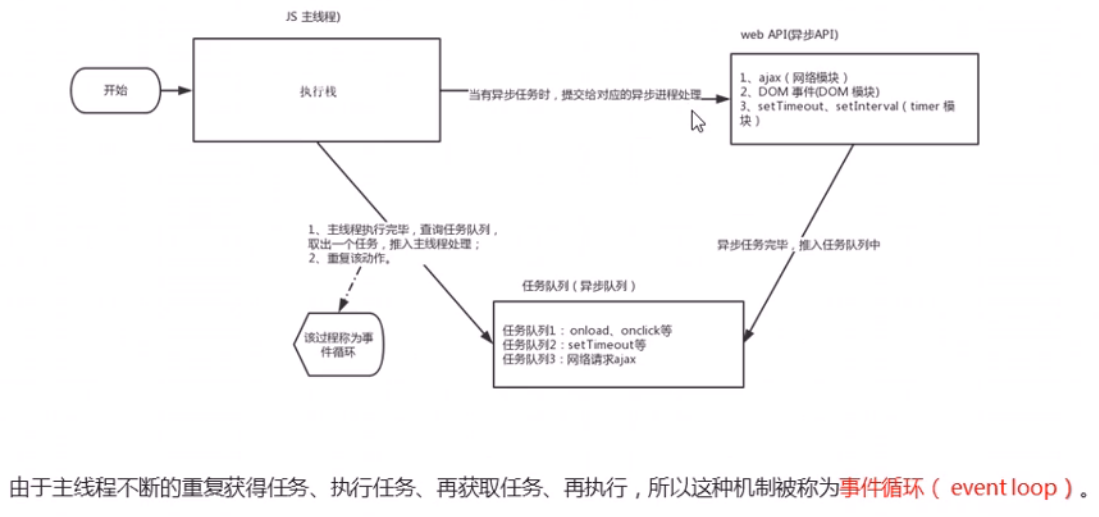 JS 主线程)
web API(异步API)
开始
执行栈
当有异步任务时，提交给对应的异步进程处理
1、ajax（网络模块）
2、DOM 事件(DOM 模块)
3、setTimeout、setInterval（timer 模
块）
1、主线程执行完毕，查询任务队列，
取出一个任务，推入主线程处理；
2、重复该动作。
异步任务完毕，推入任务队列中
任务队列（异步队列）
该过程称为事
件循环
任务队列1：onload、onclick等
任务队列2：setTimeout等
任务队列3：网络请求ajax
由于主线程不断的重复获得任务、执行任务、再获取任务、再执行，所以这种机制被称为事件循环（ event loop）。